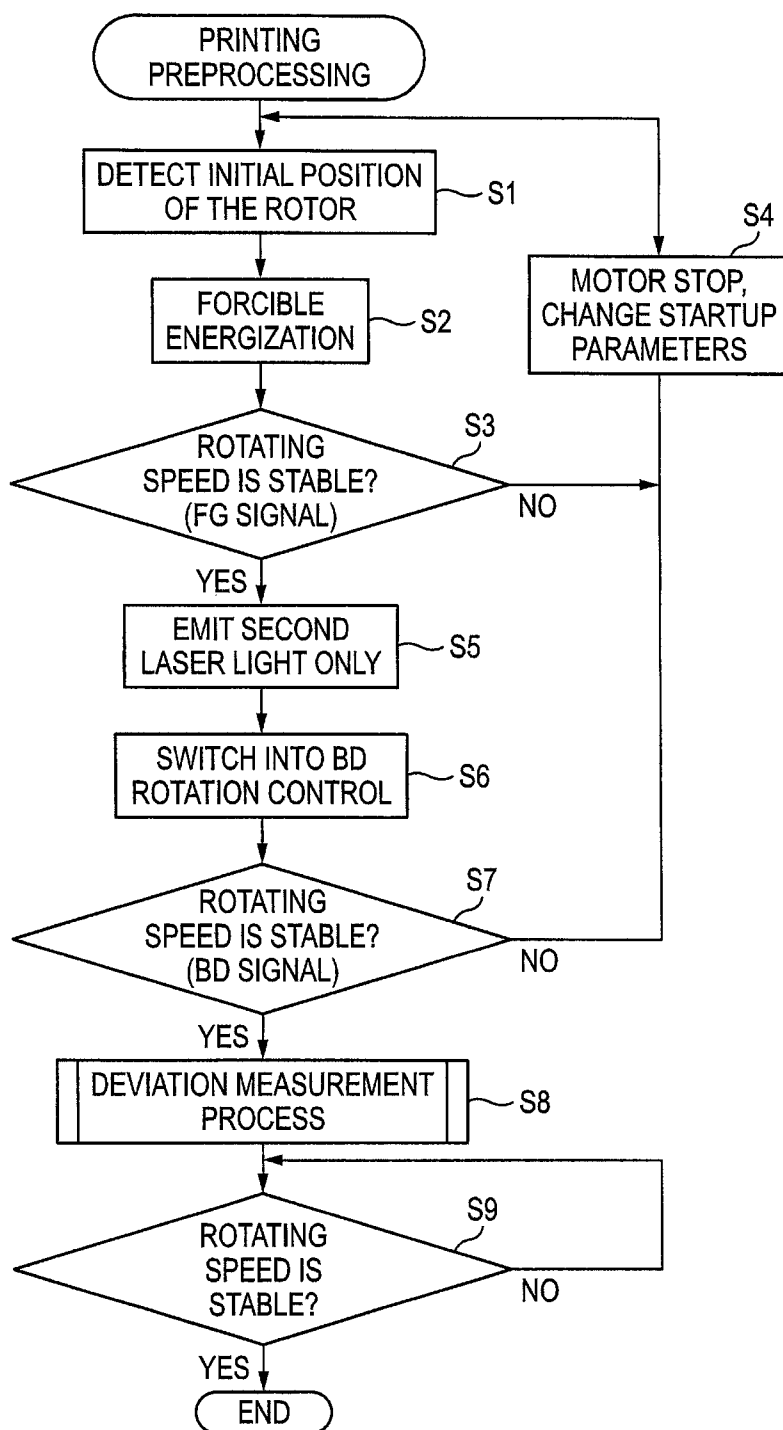 PRINTING
PREPROCESSING
DETECT INITIAL POSITION
OF THE ROTOR
S1
S4
MOTOR STOP,
CHANGE STARTUP
PARAMETERS
FORCIBLE
ENERGIZATION
S2
ROTATING
SPEED IS STABLE?
(FG SIGNAL)
S3
NO
YES
EMIT SECOND
LASER LIGHT ONLY
S5
SWITCH INTO BD
ROTATION CONTROL
S6
ROTATING
SPEED IS STABLE?
(BD SIGNAL)
S7
NO
YES
DEVIATION MEASUREMENT
PROCESS
S8
ROTATING
SPEED IS
STABLE?
S9
NO
YES
END